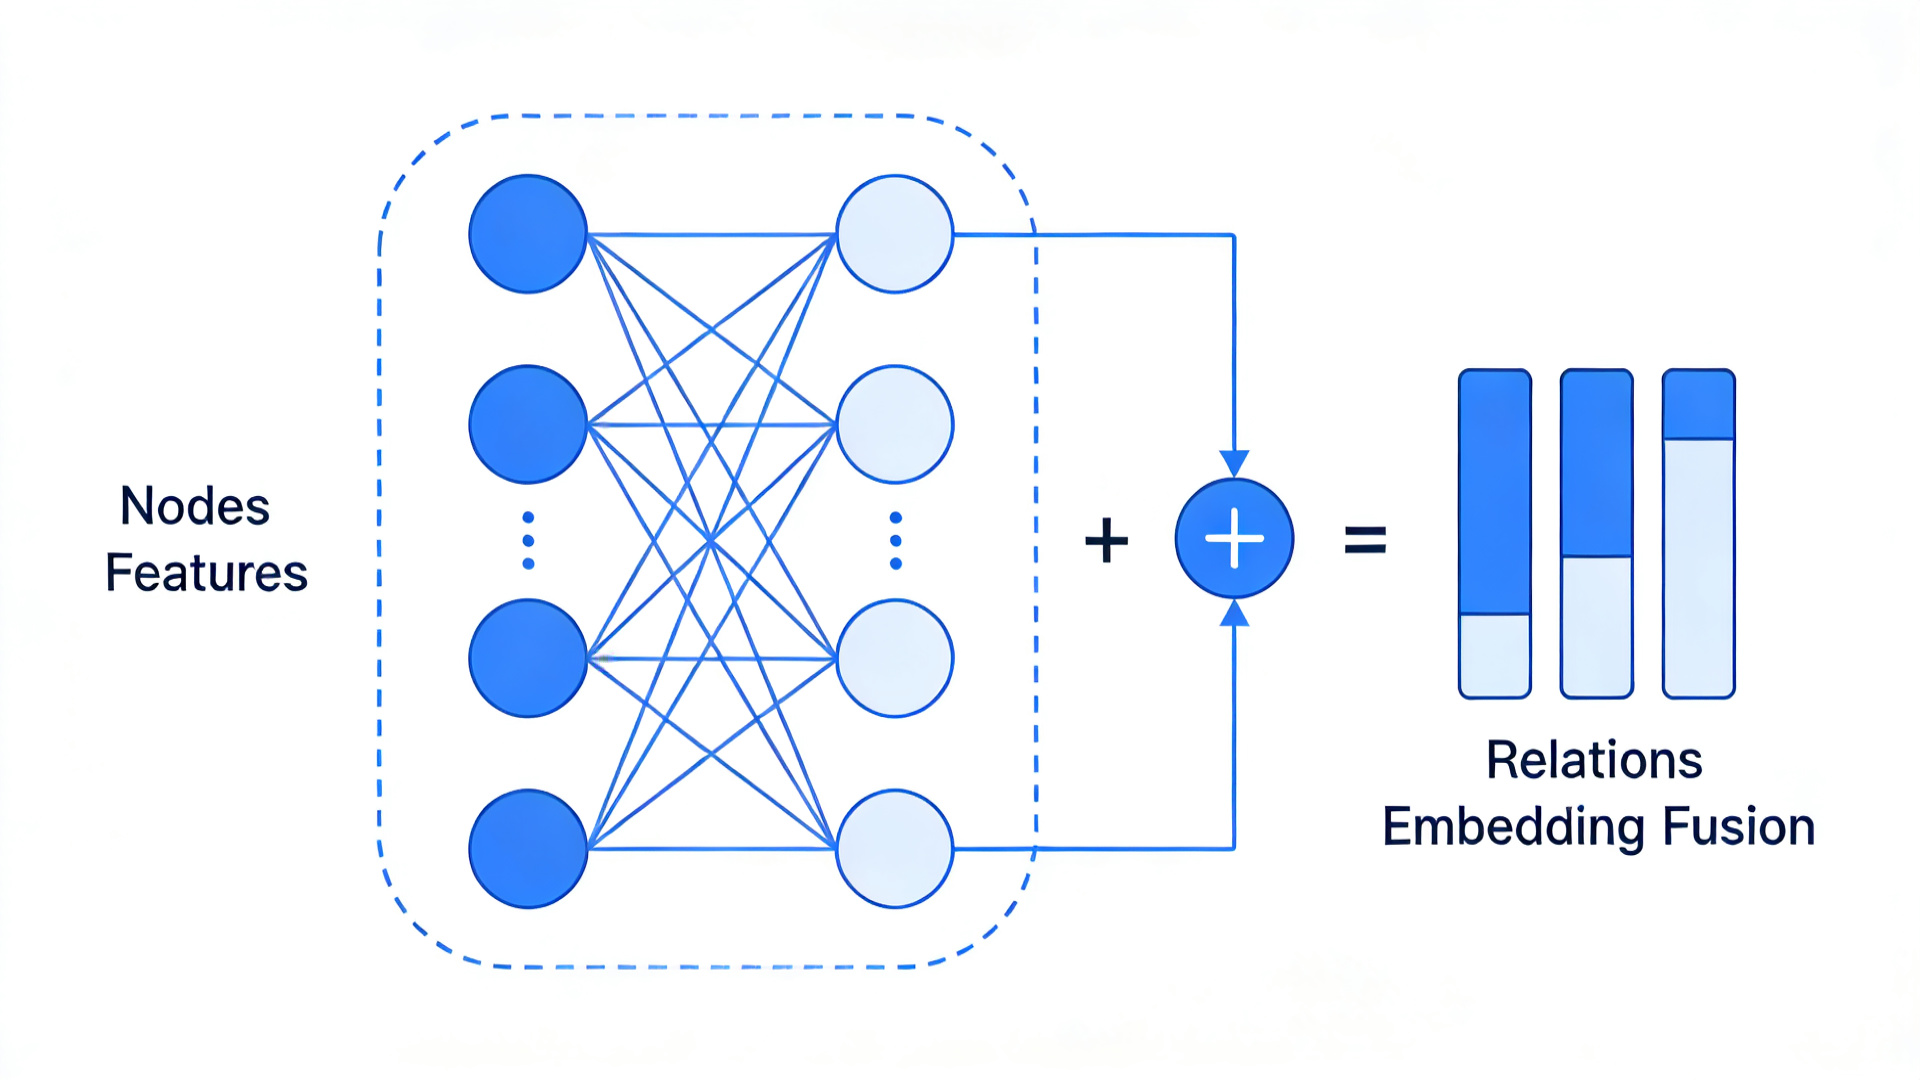 Nodes
Features
+
+
=
Relations
Embedding Fusion